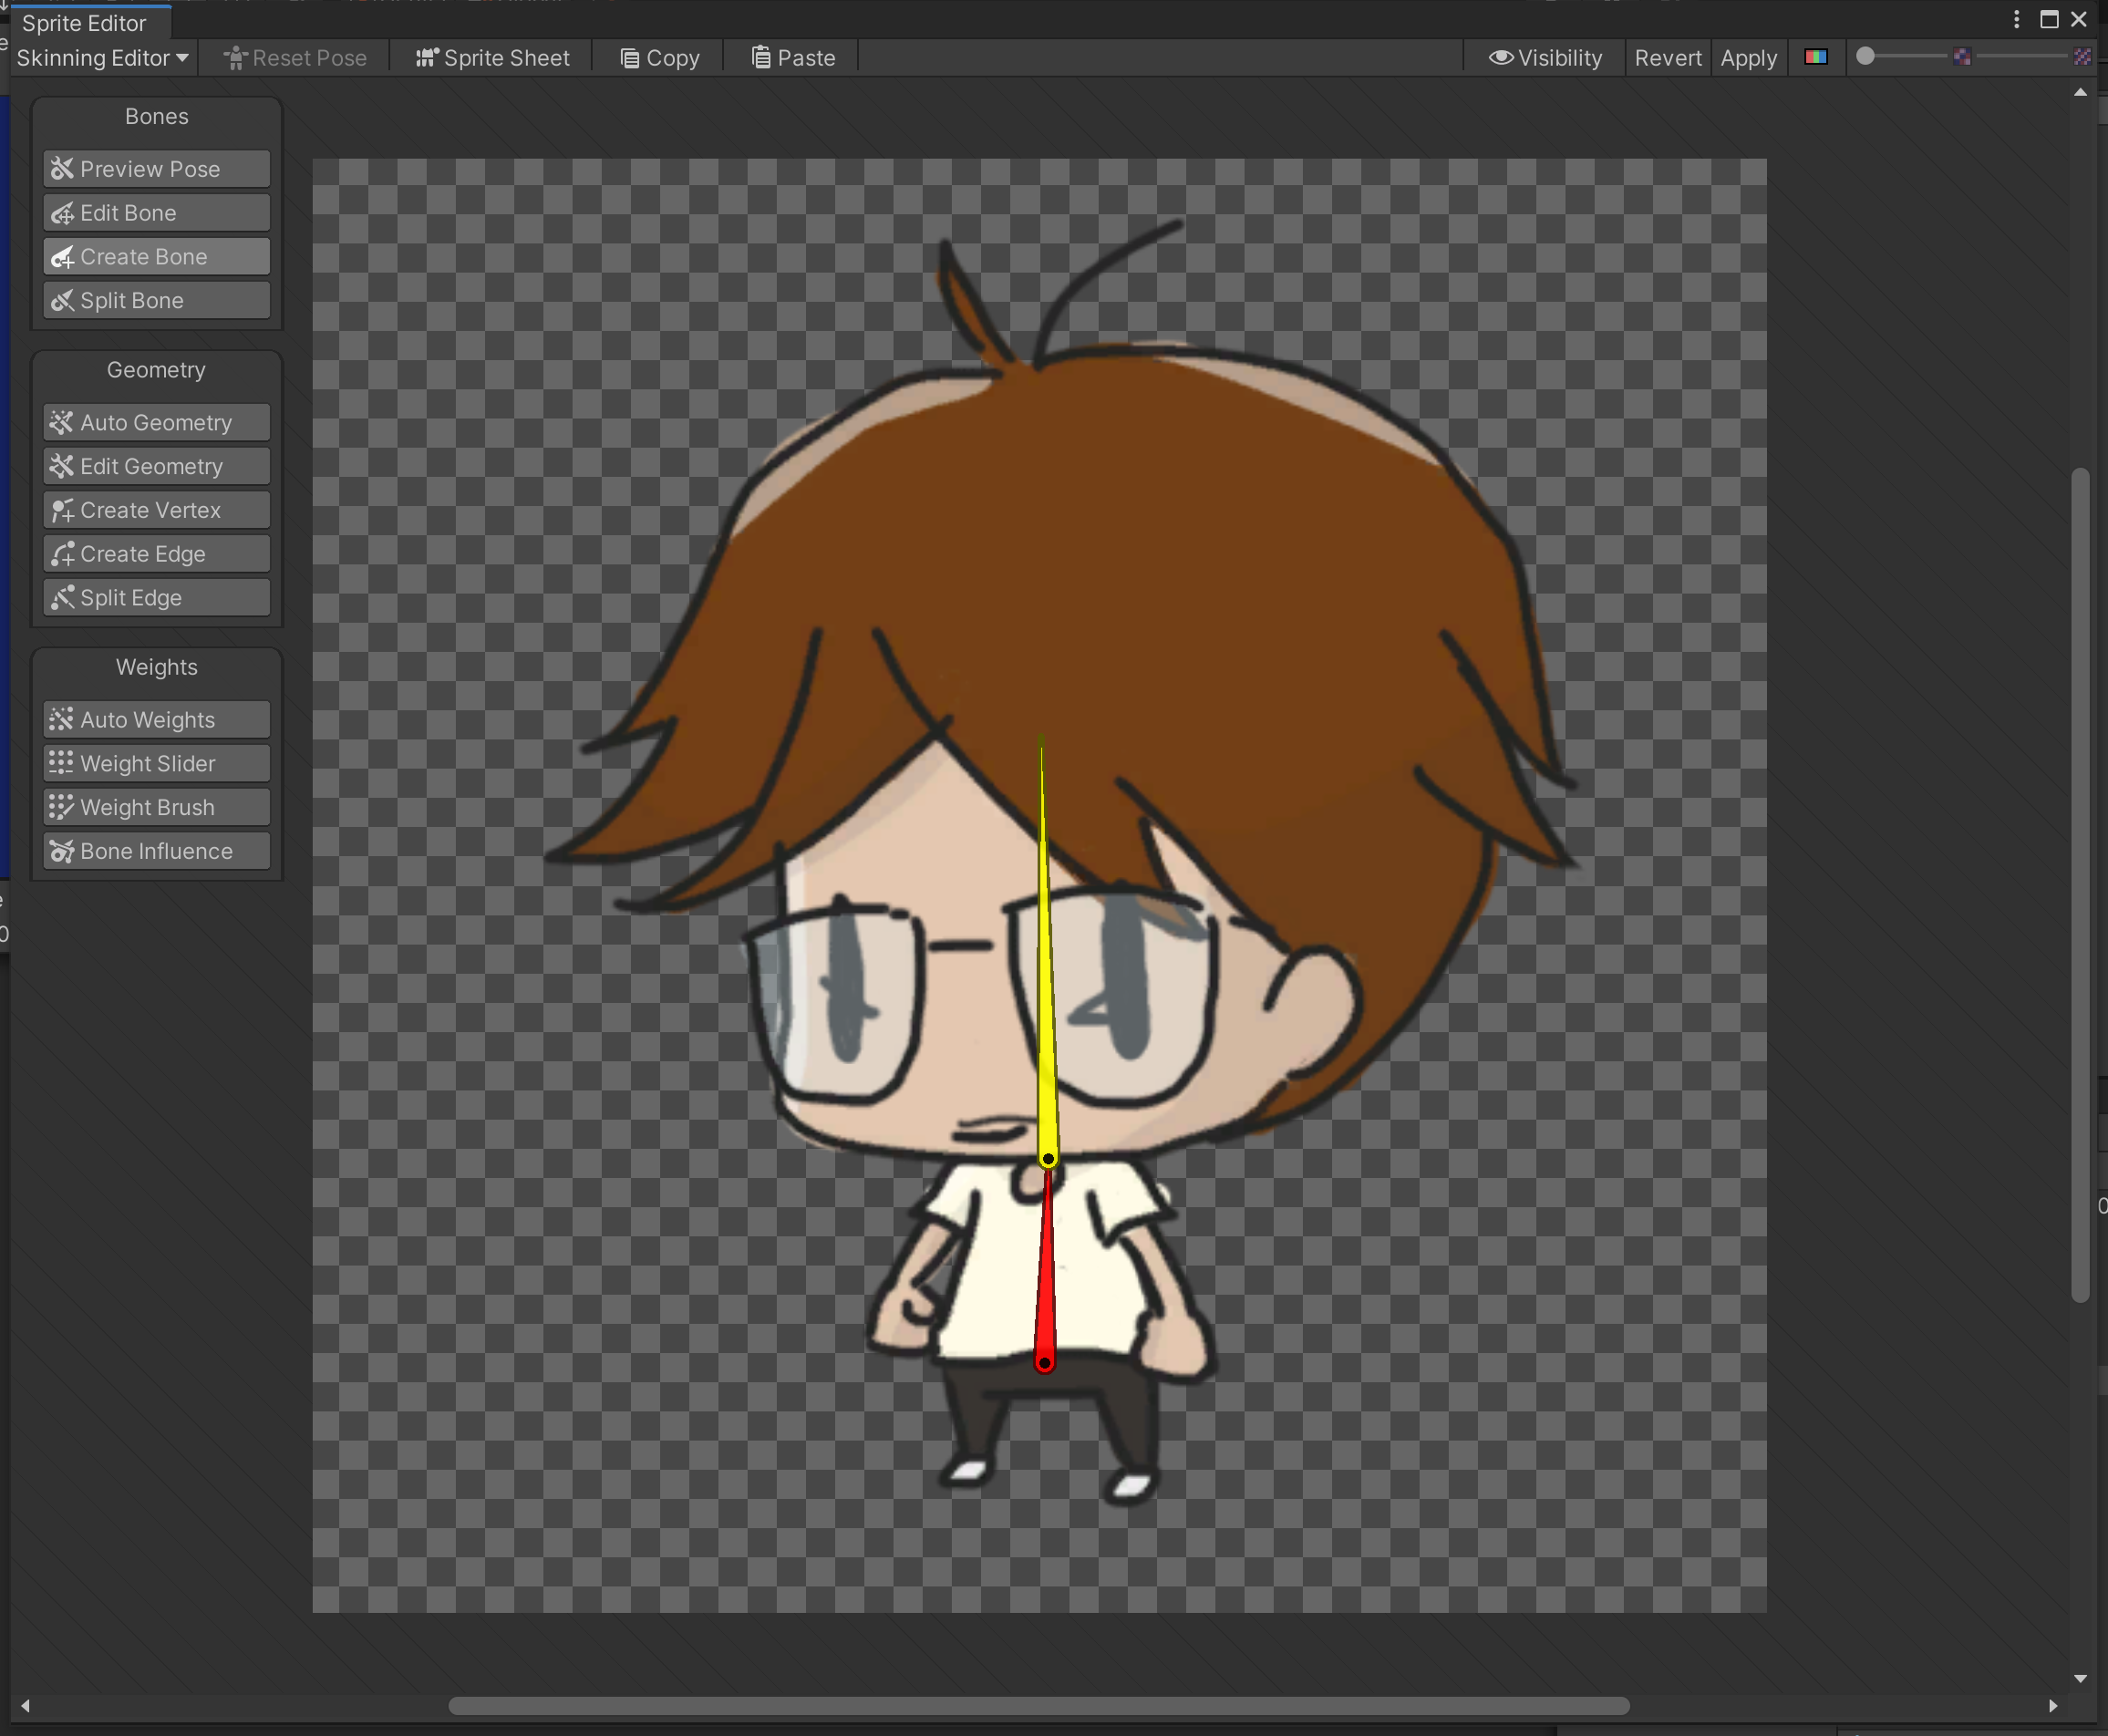 Sprite Editor
Skinning Editor Reset Pose Sprite Sheet Copy Paste Visibility Revert Apply
Bones
Preview Pose
Edit Bone
Create Bone
Split Bone
Geometry
Auto Geometry
Edit Geometry
Create Vertex
Create Edge
Split Edge
Weights
Auto Weights
Weight Slider
Weight Brush
Bone Influence